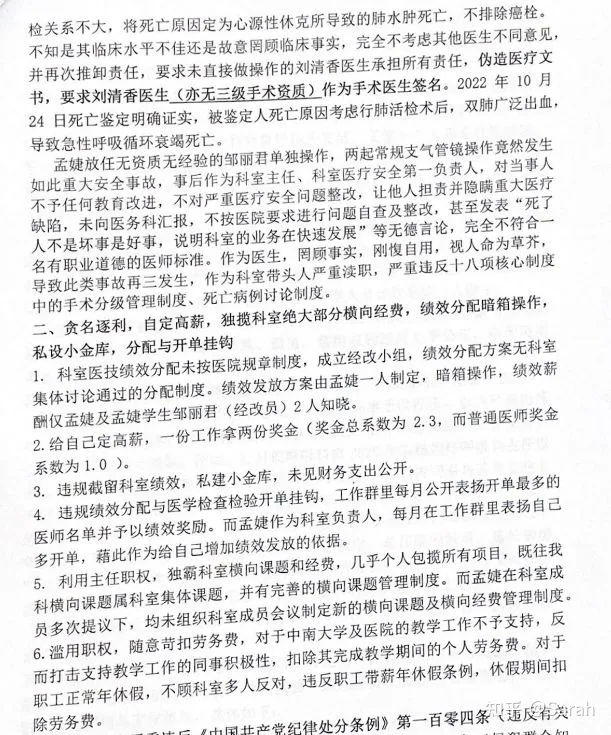 检关系不大，将死亡原因定为心源性休克所导致的肺水肿死亡，不排除癌栓。
不知是其临床水平不佳还是故意罔顾临床事实，完全不考虑其他医生不同意见，
并再次推卸责任，要求未直接做操作的刘清香医生承担所有责任，伪造医疗文
书，要求刘清香医生（亦无三级手术资质）作为手术医生签名。2022 年 10 月
24 日死亡鉴定明确证实，被鉴定人死亡原因考虑行肺活检术后，双肺广泛出血，
导致急性呼吸循环衰竭死亡。
孟婕放任无资质无经验的邹丽君单独操作，两起常规支气管镜操作竟然发生
如此重大安全事故，事后作为科室主任、科室医疗安全第一负责人，对当事人
不予任何教育改进，不对严重医疗安全问题整改，让他人担责并隐瞒重大医疗
缺陷，未向医务科汇报，不按医院要求进行问题自查及整改，甚至发表“死了
人不是坏事是好事，说明科室的业务在快速发展”等无德言论，完全不符合一
名有职业道德的医师标准。作为医生，罔顾事实，刚愎自用，视人命为草芥，
导致此类事故再三发生，作为科室带头人严重渎职，严重违反十八项核心制度
中的手术分级管理制度、死亡病例讨论制度。
二、贪名逐利，自定高薪，独揽科室绝大部分横向经费，绩效分配暗箱操作，
私设小金库，分配与开单挂钩
1. 科室医技绩效分配未按医院规章制度，成立经改小组，绩效分配方案无科室
集体讨论通过的分配制度。绩效发放方案由孟婕一人制定，暗箱操作，绩效薪
酬仅孟婕及孟婕学生邹丽君（经改员）2 人知晓。
2.给自己定高薪，一份工作拿两份奖金（奖金总系数为 2.3，而普通医师奖金
系数为 1.0 ）。
3. 违规截留科室绩效，私建小金库，未见财务支出公开。
4. 违规绩效分配与医学检查检验开单挂钩，工作群里每月公开表扬开单最多的
医师名单并予以绩效奖励。而孟婕作为科室负责人，每月在工作群里表扬自己
多开单，藉此作为给自己增加绩效发放的依据。
5. 利用主任职权，独霸科室横向课题和经费，几乎个人包揽所有项目，既往我
科横向课题属科室集体课题，并有完善的横向课题管理制度。而孟婕在科室成
员多次提议下，均未组织科室成员会议制定新的横向课题及横向经费管理制度。
6.滥用职权，随意苛扣劳务费，对于中南大学及医院的教学工作不予支持，反
而打击支持教学工作的同事积极性，扣除其完成教学期间的个人劳务费。对于
职工正常年休假，不顾科室多人反对，违反职工带薪年休假条例，休假期间扣
除劳务费。
《中国共产党纪律处分条例》第一百零四条（违反有关
知乎 @Sarah